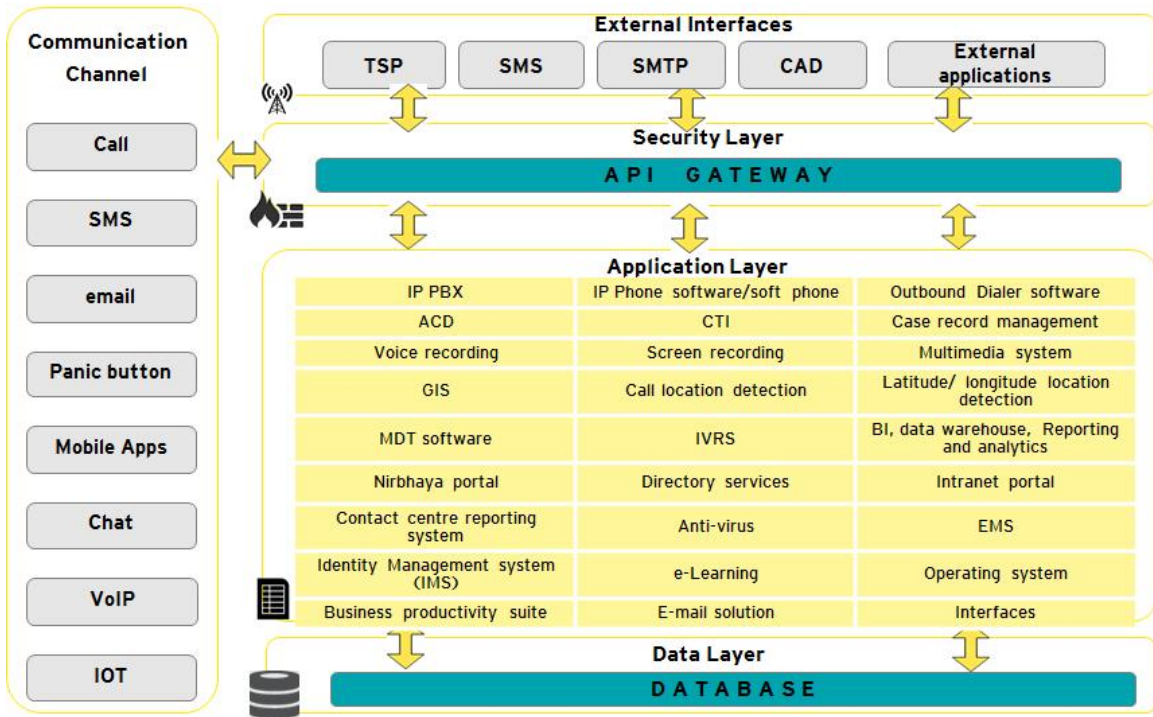 Communication
Channel
Call
SMS
email
Panic button
Mobile Apps
Chat
VoIP
IOT
External Interfaces
TSP
SMS
SMTP
CAD
External
applications
Security Layer
API GATEWAY
Application Layer
IP PBX
IP Phone software/soft phone
Outbound Dialer software
ACD
CTI
Case record management
Voice recording
Screen recording
Multimedia system
GIS
Call location detection
Latitude/ longitude location
detection
MDT software
IVRS
BI, data warehouse, Reporting
and analytics
Nirbhaya portal
Directory services
Intranet portal
Contact centre reporting
system
Anti-virus
EMS
Identity Management system
(IMS)
e-Learning
Operating system
Business productivity suite
E-mail solution
Interfaces
Data Layer
DATABASE